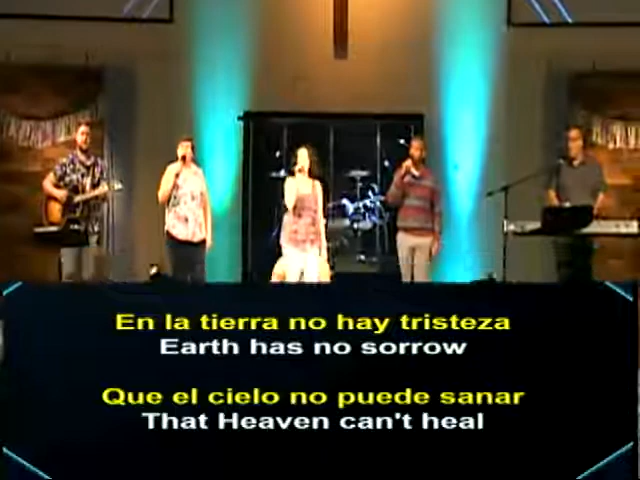 En la tierra no hay tristeza
Earth has no sorrow
Que el cielo no puede sanar
That Heaven can't heal